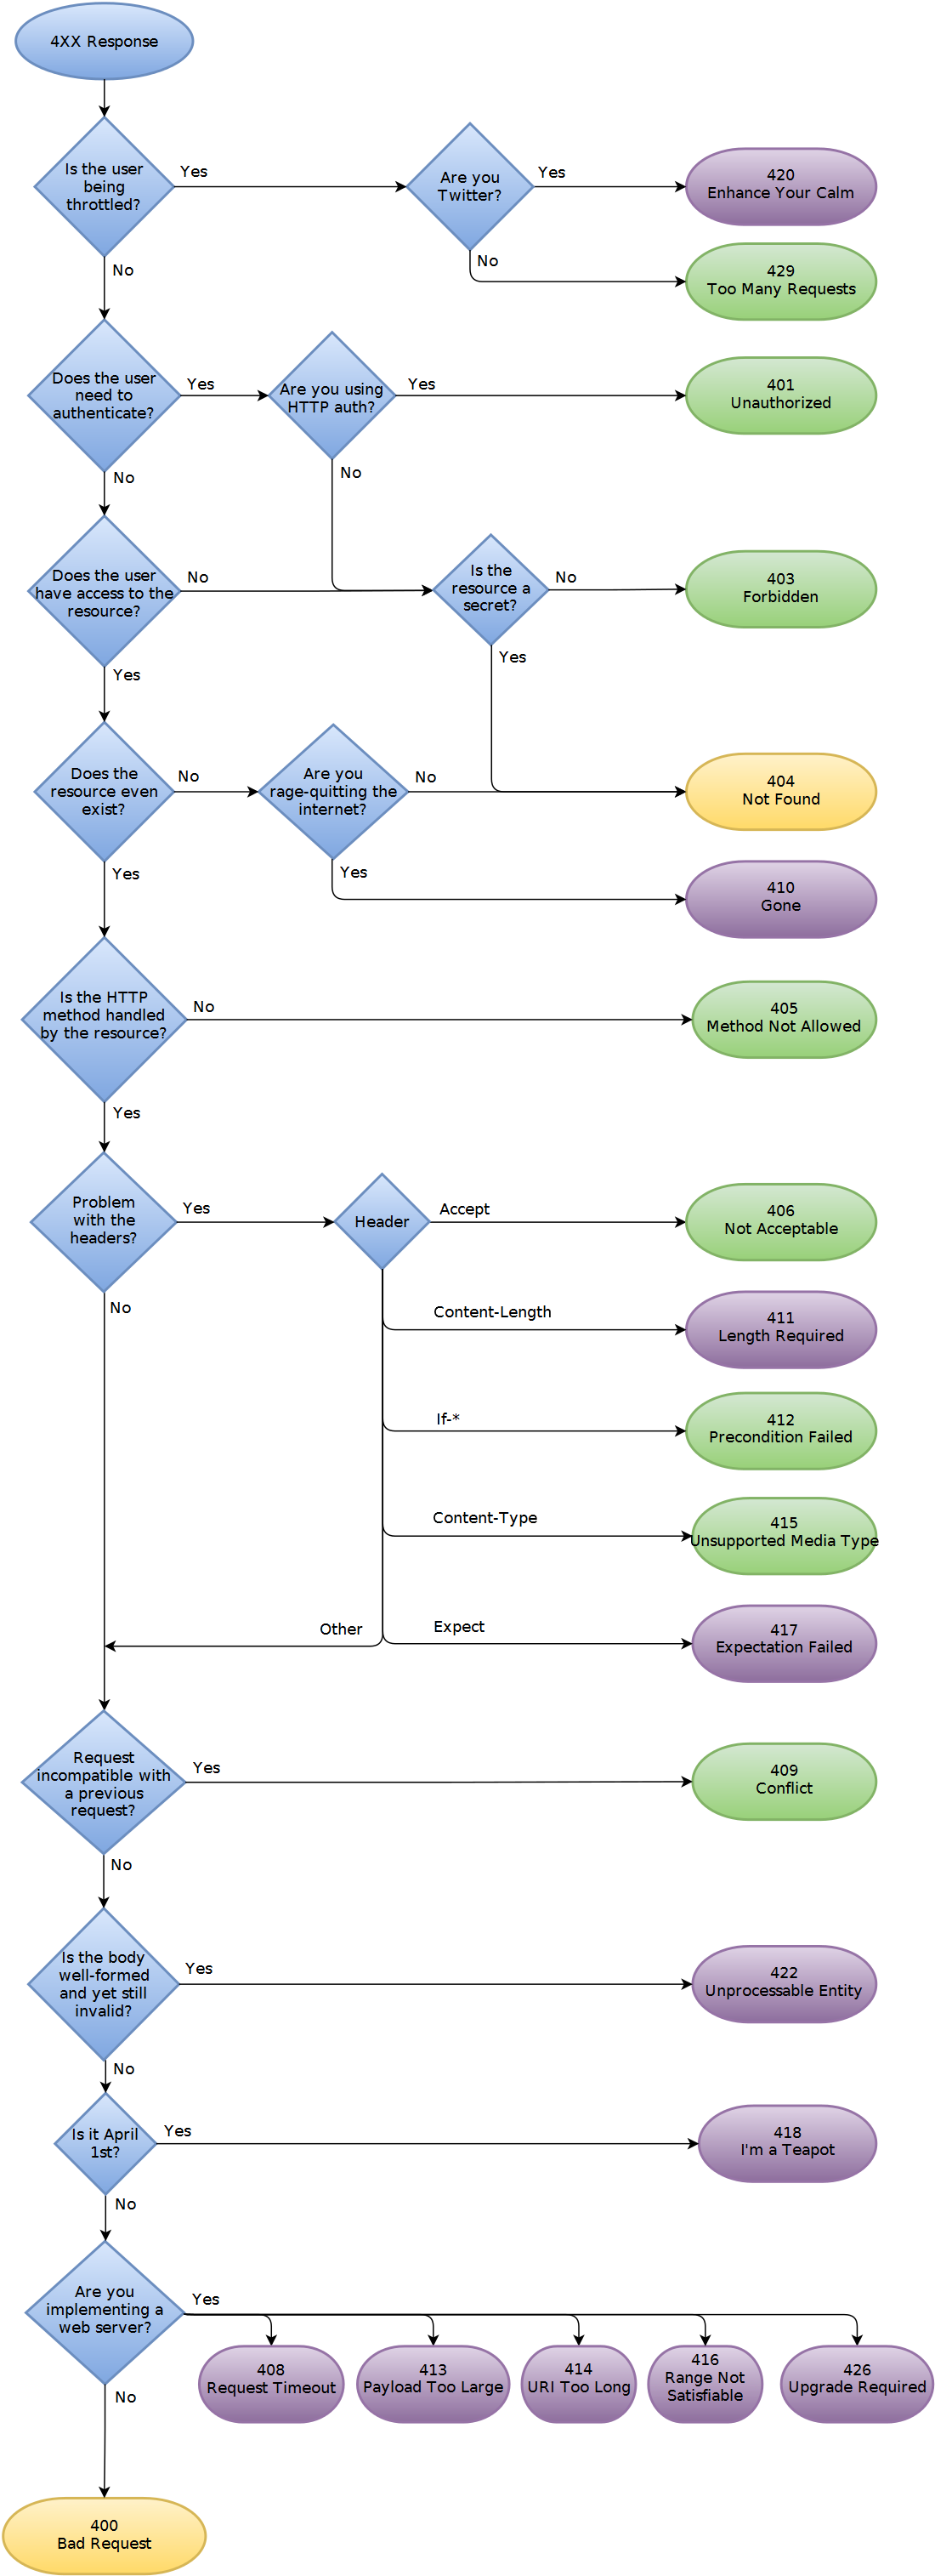 4XX Response
Is the user
being
throttled?
Yes
Are you
Twitter?
Yes
420
Enhance Your Calm
No
429
Too Many Requests
No
Does the user
need to
authenticate?
Yes
Are you using
HTTP auth?
Yes
401
Unauthorized
No
No
Does the user
have access to the
resource?
No
Is the
resource a
secret?
No
403
Forbidden
Yes
Yes
Does the
resource even
exist?
No
Are you
rage-quitting the
internet?
No
404
Not Found
Yes
410
Gone
Yes
Is the HTTP
method handled
by the resource?
No
405
Method Not Allowed
Yes
Problem
with the
headers?
Yes
Header
Accept
406
Not Acceptable
No
Content-Length
411
Length Required
If-*
412
Precondition Failed
Content-Type
415
Unsupported Media Type
Other
Expect
417
Expectation Failed
Request
incompatible with
a previous
request?
Yes
409
Conflict
No
Is the body
well-formed
and yet still
invalid?
Yes
422
Unprocessable Entity
No
Is it April
1st?
Yes
418
I'm a Teapot
No
Are you
implementing a
web server?
Yes
408
Request Timeout
413
Payload Too Large
414
URI Too Long
416
Range Not
Satisfiable
426
Upgrade Required
No
400
Bad Request